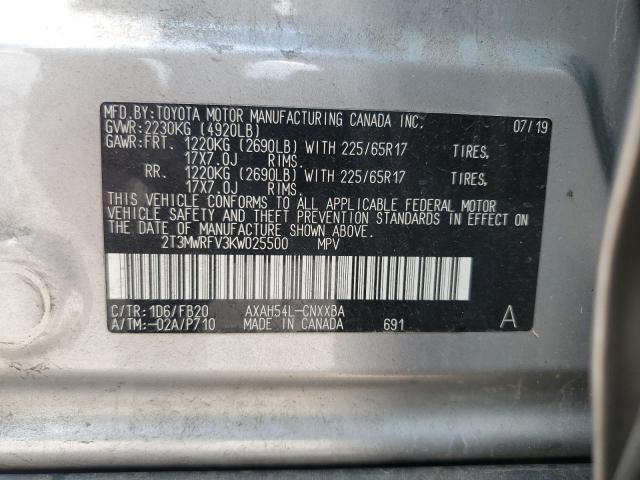 MFD.BY:TOYOTA MOTOR MANUFACTURING CANADA INC. 07/19
GVWR:2230KG (4920LB)
GAWR:FRT. 1220KG (2690LB) WITH 225/65R17 TIRES,
17X7.0J RIMS.
RR. 1220KG (2690LB) WITH 225/65R17 TIRES,
17X7.0J RIMS.
THIS VEHICLE CONFORMS TO ALL APPLICABLE FEDERAL MOTOR
VEHICLE SAFETY AND THEFT PREVENTION STANDARDS IN EFFECT ON
THE DATE OF MANUFACTURE SHOWN ABOVE.
2T3MWRFV3KW025500 MPV
C/TR:1D6/FB20 AXAH54L-CNXXBA A
A/TM:-02A/P710 MADE IN CANADA 691